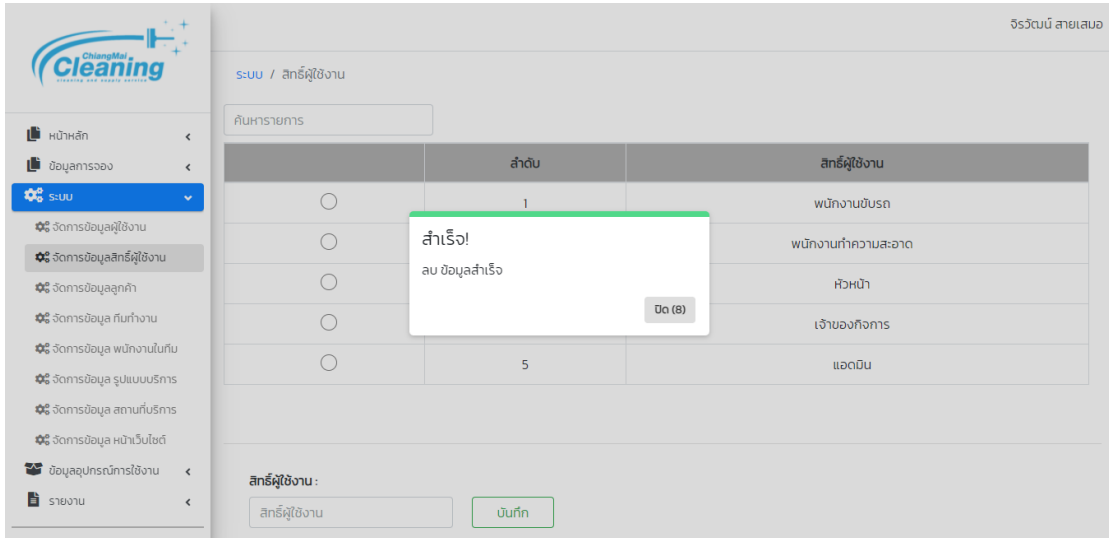 จิรวัฒน์ สายเสมอ
ChiangMai
Cleaning
cleaning and supply service
ระบบ / สิทธิ์ผู้ใช้งาน
ค้นหารายการ
หน้าหลัก
ข้อมูลการจอง
ระบบ
จัดการข้อมูลผู้ใช้งาน
จัดการข้อมูลสิทธิ์ผู้ใช้งาน
จัดการข้อมูลลูกค้า
จัดการข้อมูล ทีมทำงาน
จัดการข้อมูล พนักงานในทีม
จัดการข้อมูล รูปแบบบริการ
จัดการข้อมูล สถานที่บริการ
จัดการข้อมูล หน้าเว็บไซต์
ข้อมูลอุปกรณ์การใช้งาน
รายงาน
ลำดับ สิทธิ์ผู้ใช้งาน
1 พนักงานขับรถ
พนักงานทำความสะอาด
หัวหน้า
เจ้าของกิจการ
5 แอดมิน
สำเร็จ!
ลบ ข้อมูลสำเร็จ
ปิด (8)
สิทธิ์ผู้ใช้งาน :
สิทธิ์ผู้ใช้งาน บันทึก